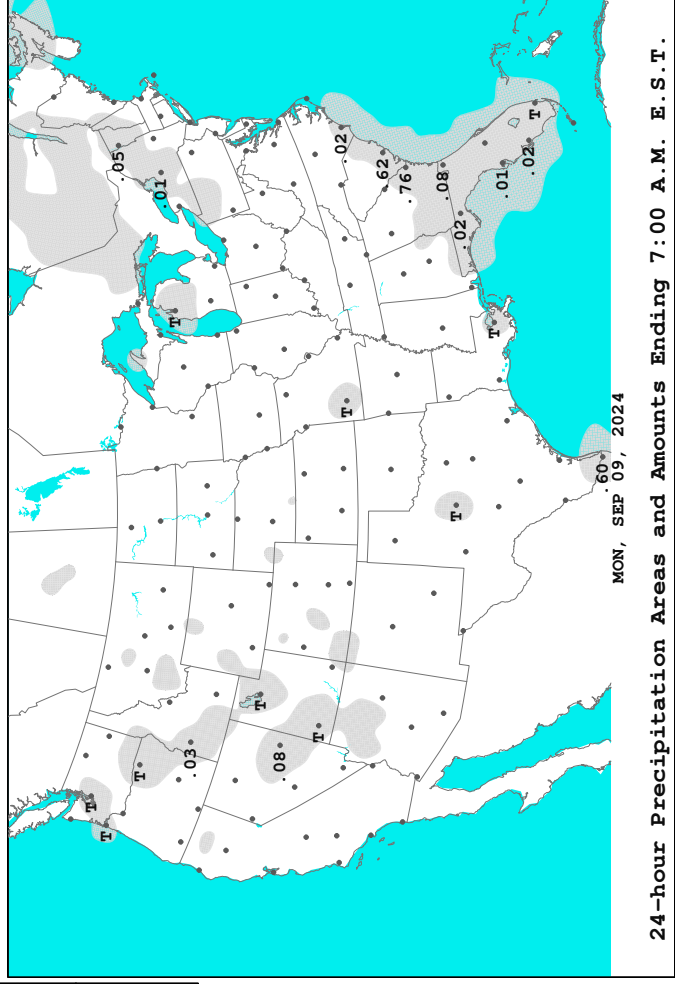 T
T
.05
T
.01
T
.03
T
.08
T
.02
T
.62
.76
.08
T
.02
T
.01
.02
T
.60
MON, SEP 09, 2024
24-hour Precipitation Areas and Amounts Ending 7:00 A.M. E.S.T.